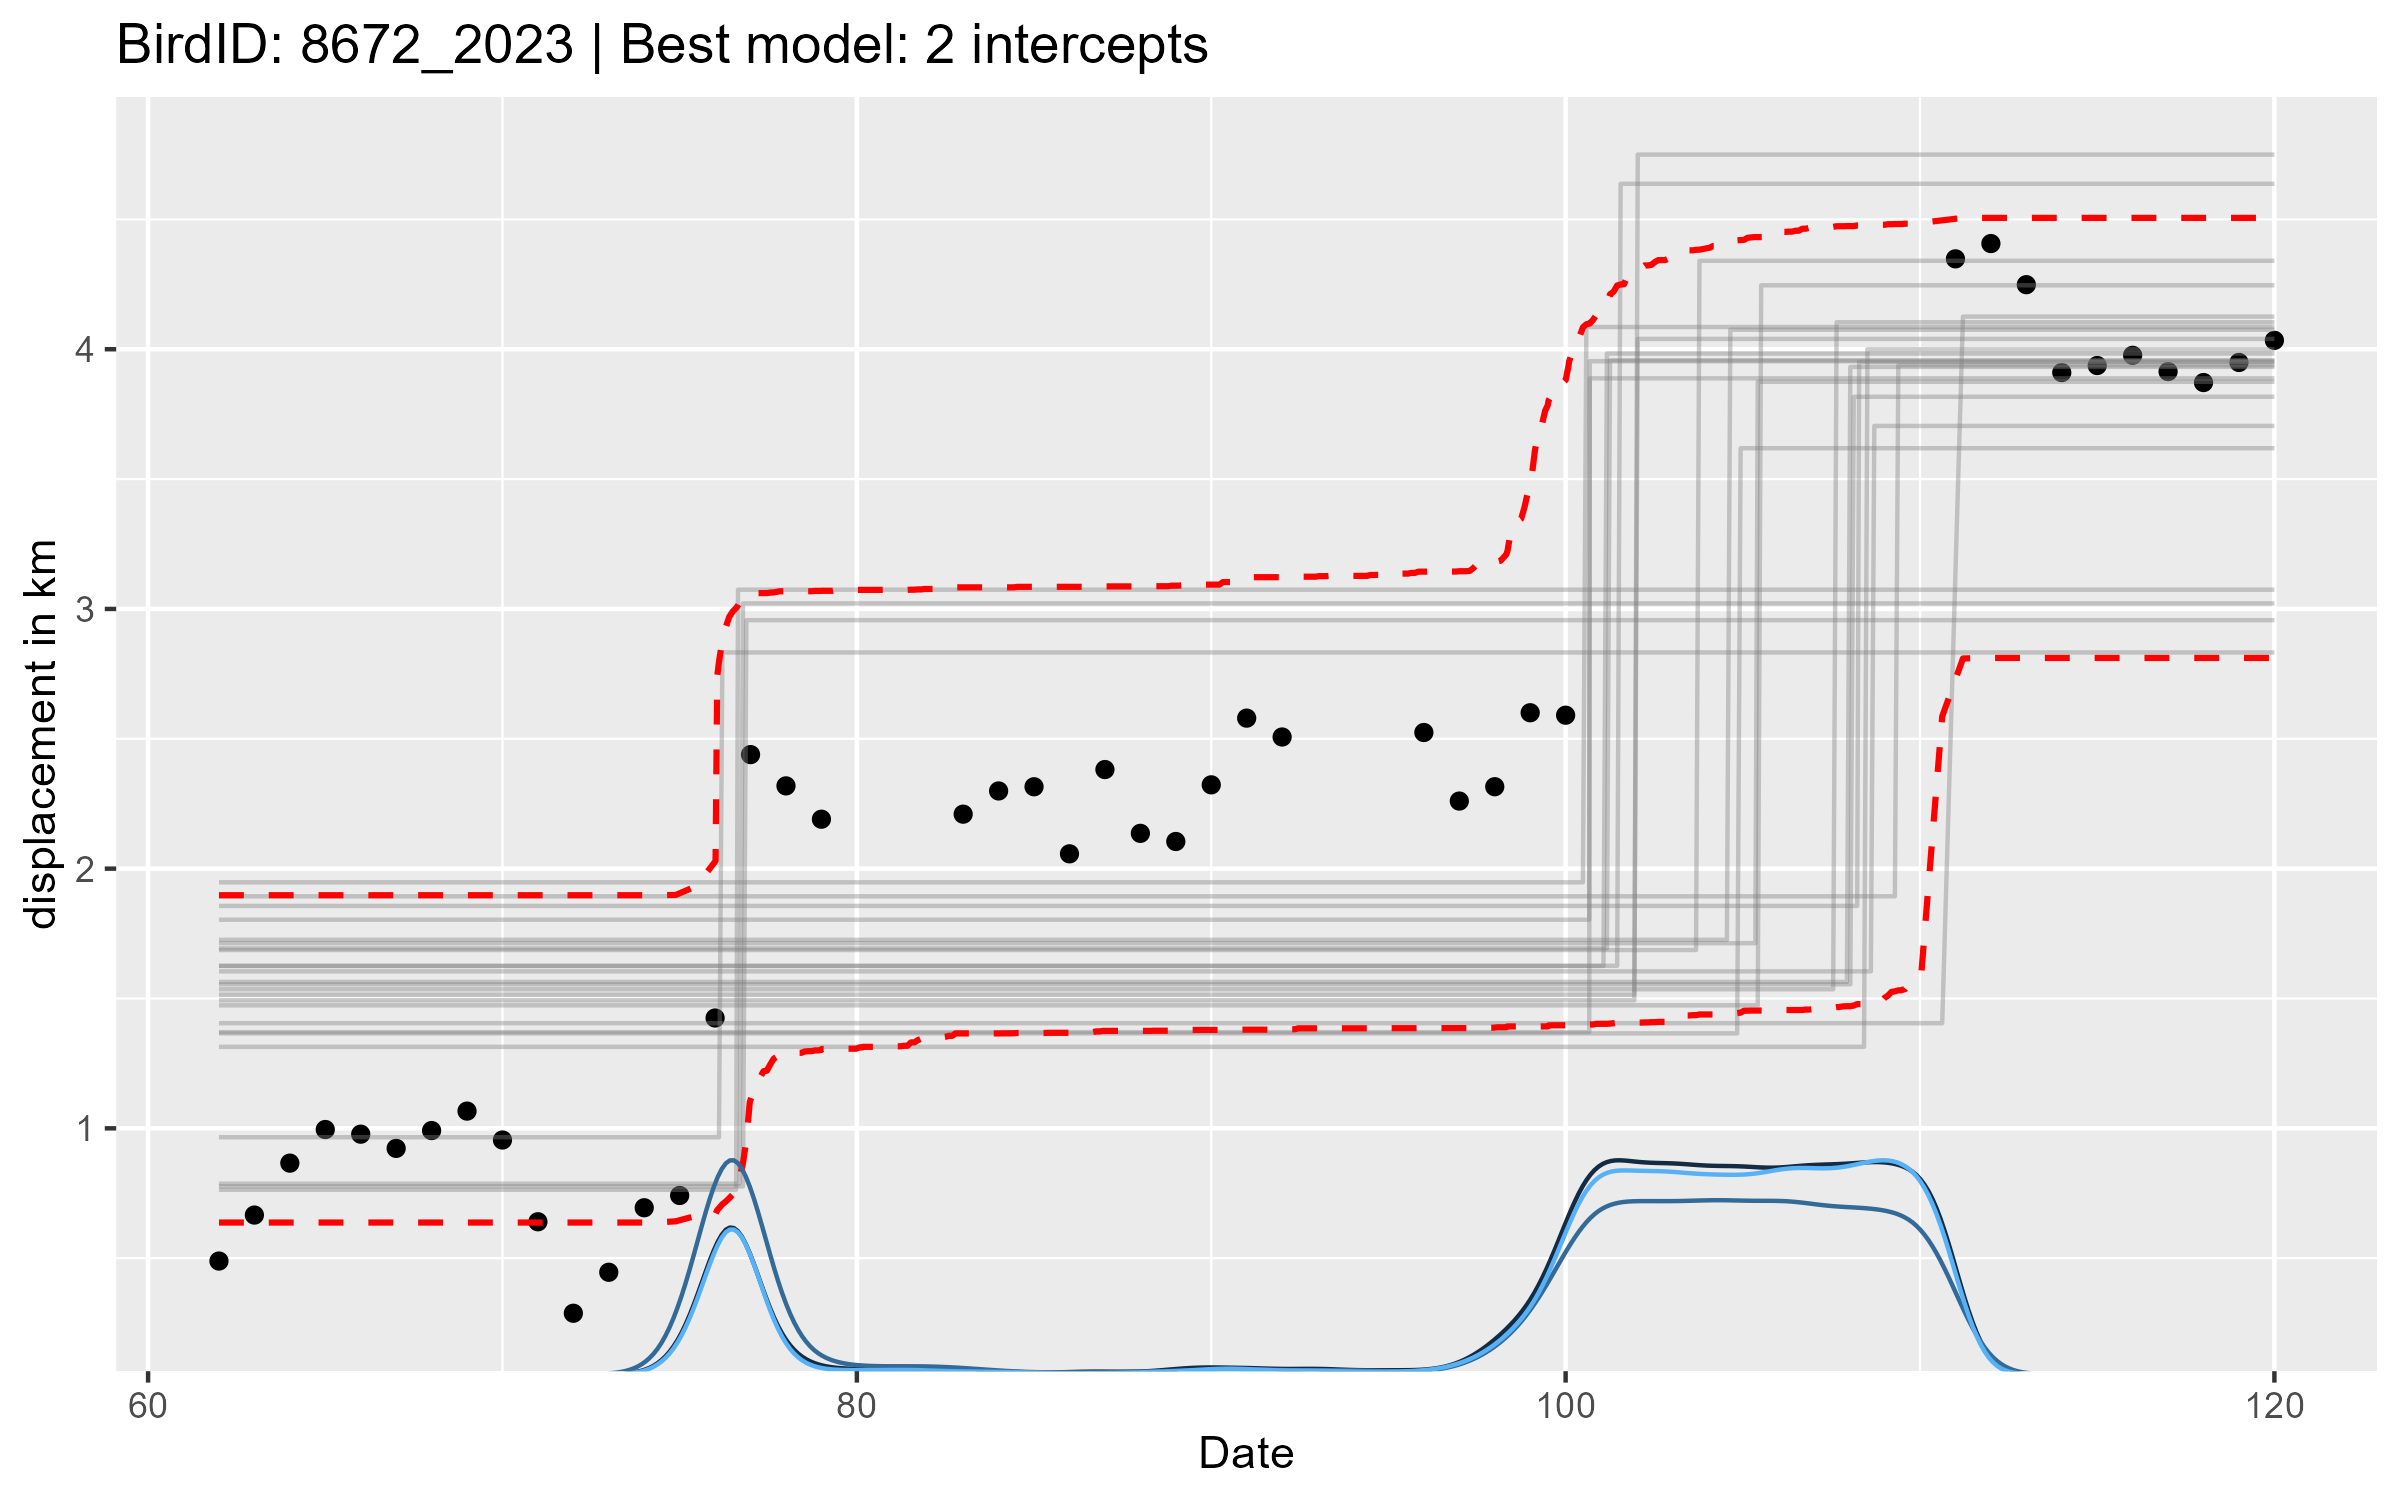 BirdID: 8672_2023 | Best model: 2 intercepts
displacement in km
4
3
2
1
60
80
100
120
Date